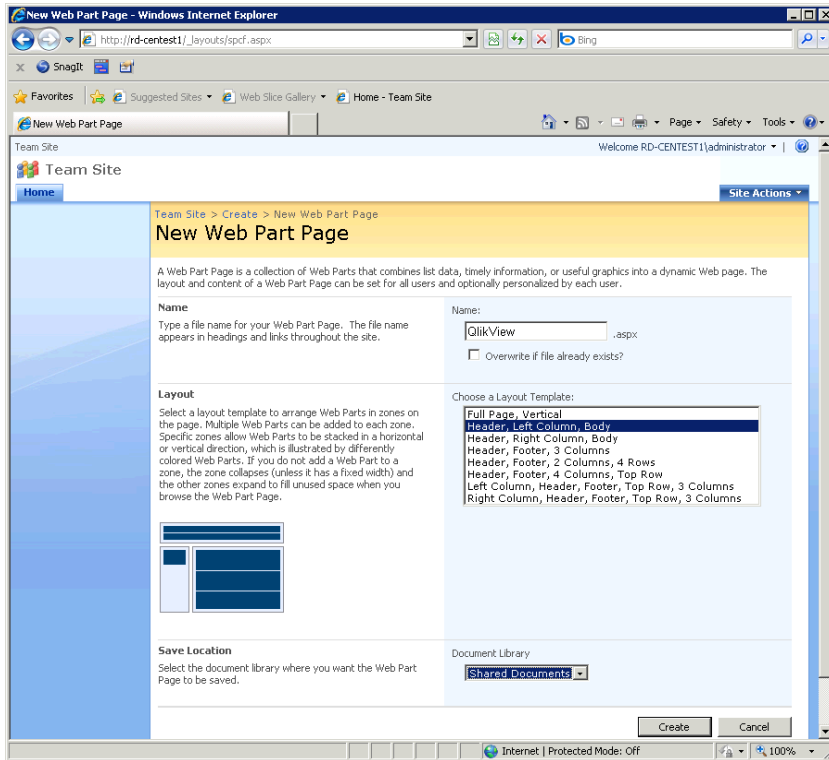 New Web Part Page - Windows Internet Explorer
http://rd-centest1/_layouts/spcf.aspx
Bing
SnagIt
Favorites
Suggested Sites
Web Slice Gallery
Home - Team Site
New Web Part Page
Page
Safety
Tools
Team Site
Welcome RD-CENTEST1\administrator
Team Site
Home
Site Actions
Team Site > Create > New Web Part Page
New Web Part Page
A Web Part Page is a collection of Web Parts that combines list data, timely information, or useful graphics into a dynamic Web page. The
layout and content of a Web Part Page can be set for all users and optionally personalized by each user.
Name
Type a file name for your Web Part Page. The file name
appears in headings and links throughout the site.
Name:
QlikView
.aspx
Overwrite if file already exists?
Layout
Select a layout template to arrange Web Parts in zones on
the page. Multiple Web Parts can be added to each zone.
Specific zones allow Web Parts to be stacked in a horizontal
or vertical direction, which is illustrated by differently
colored Web Parts. If you do not add a Web Part to a
zone, the zone collapses (unless it has a fixed width) and
the other zones expand to fill unused space when you
browse the Web Part Page.
Choose a Layout Template:
Full Page, Vertical
Header, Left Column, Body
Header, Right Column, Body
Header, Footer, 3 Columns
Header, Footer, 2 Columns, 4 Rows
Header, Footer, 4 Columns, Top Row
Left Column, Header, Footer, Top Row, 3 Columns
Right Column, Header, Footer, Top Row, 3 Columns
Save Location
Select the document library where you want the Web Part
Page to be saved.
Document Library
Shared Documents
Create
Cancel
Internet | Protected Mode: Off
100%